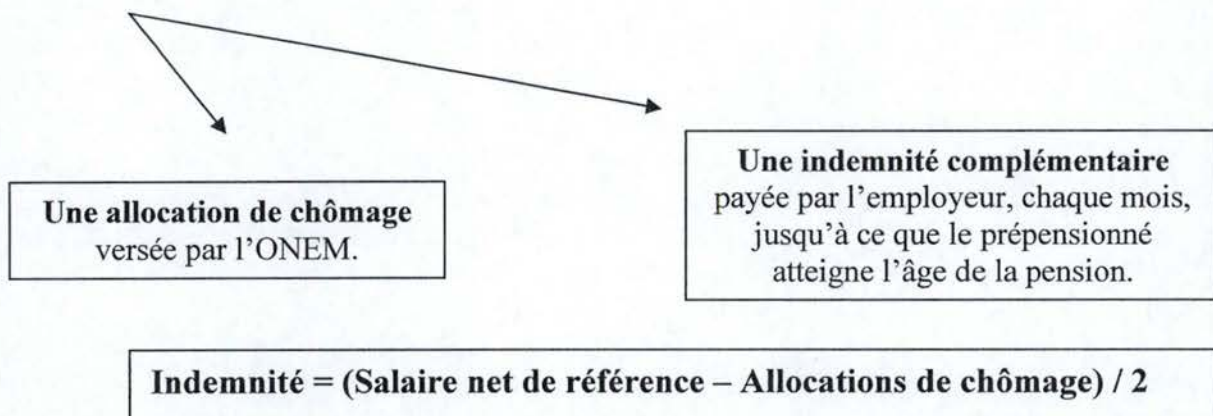 Une allocation de chômage
versée par l'ONEM.
Une indemnité complémentaire
payée par l'employeur, chaque mois,
jusqu'à ce que le prépensionné
atteigne l'âge de la pension.
Indemnité = (Salaire net de référence – Allocations de chômage) / 2